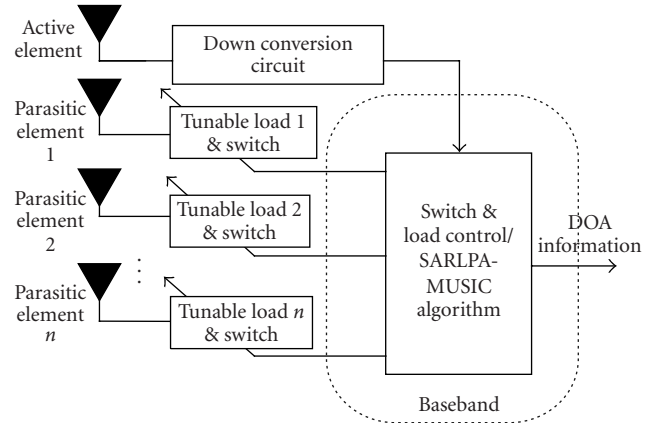 Active
element
Down conversion
circuit
Parasitic
element
1
Tunable load 1
& switch
Parasitic
element
2
Tunable load 2
& switch
Parasitic
element
n
Tunable load n
& switch
Switch &
load control/
SARLPA-
MUSIC
algorithm
DOA
information
Baseband